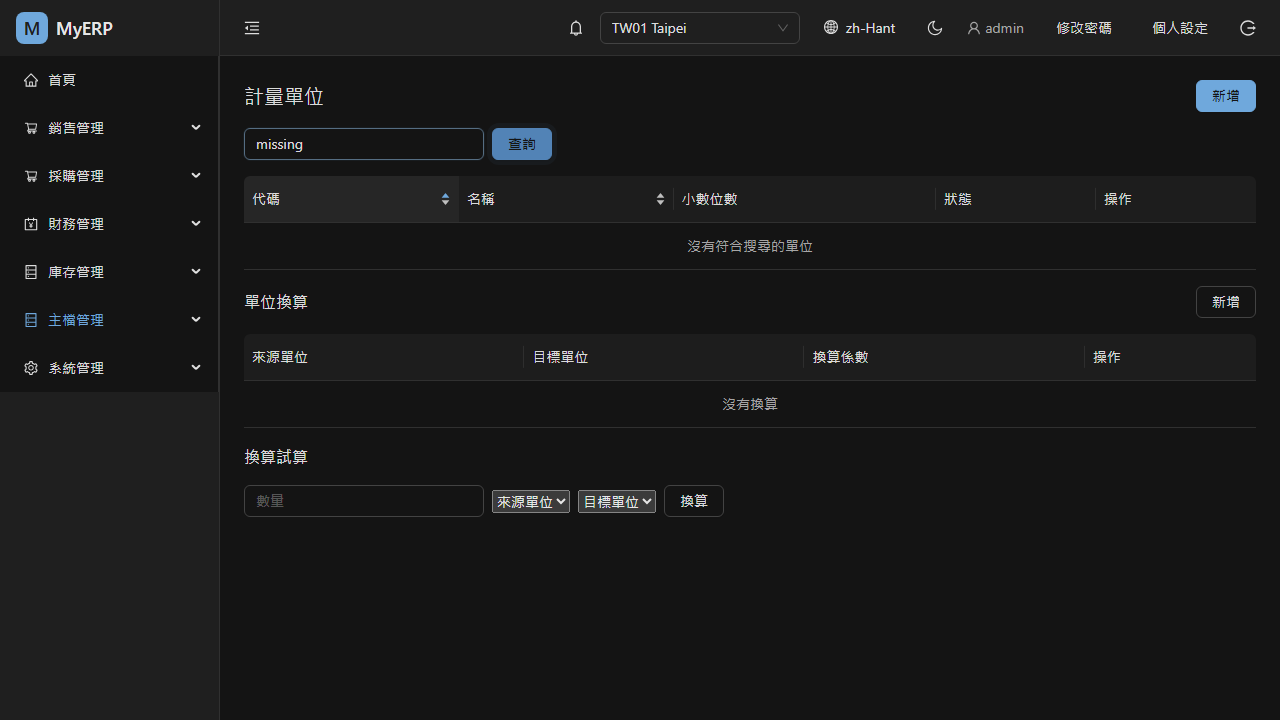 M MyERP
TW01 Taipei
zh-Hant
admin
修改密碼
個人設定
首頁
銷售管理
採購管理
財務管理
庫存管理
主檔管理
系統管理
計量單位
新增
missing
查詢
代碼 名稱 小數位數 狀態 操作
沒有符合搜尋的單位
單位換算
新增
來源單位 目標單位 換算係數 操作
沒有換算
換算試算
數量 來源單位 目標單位 換算